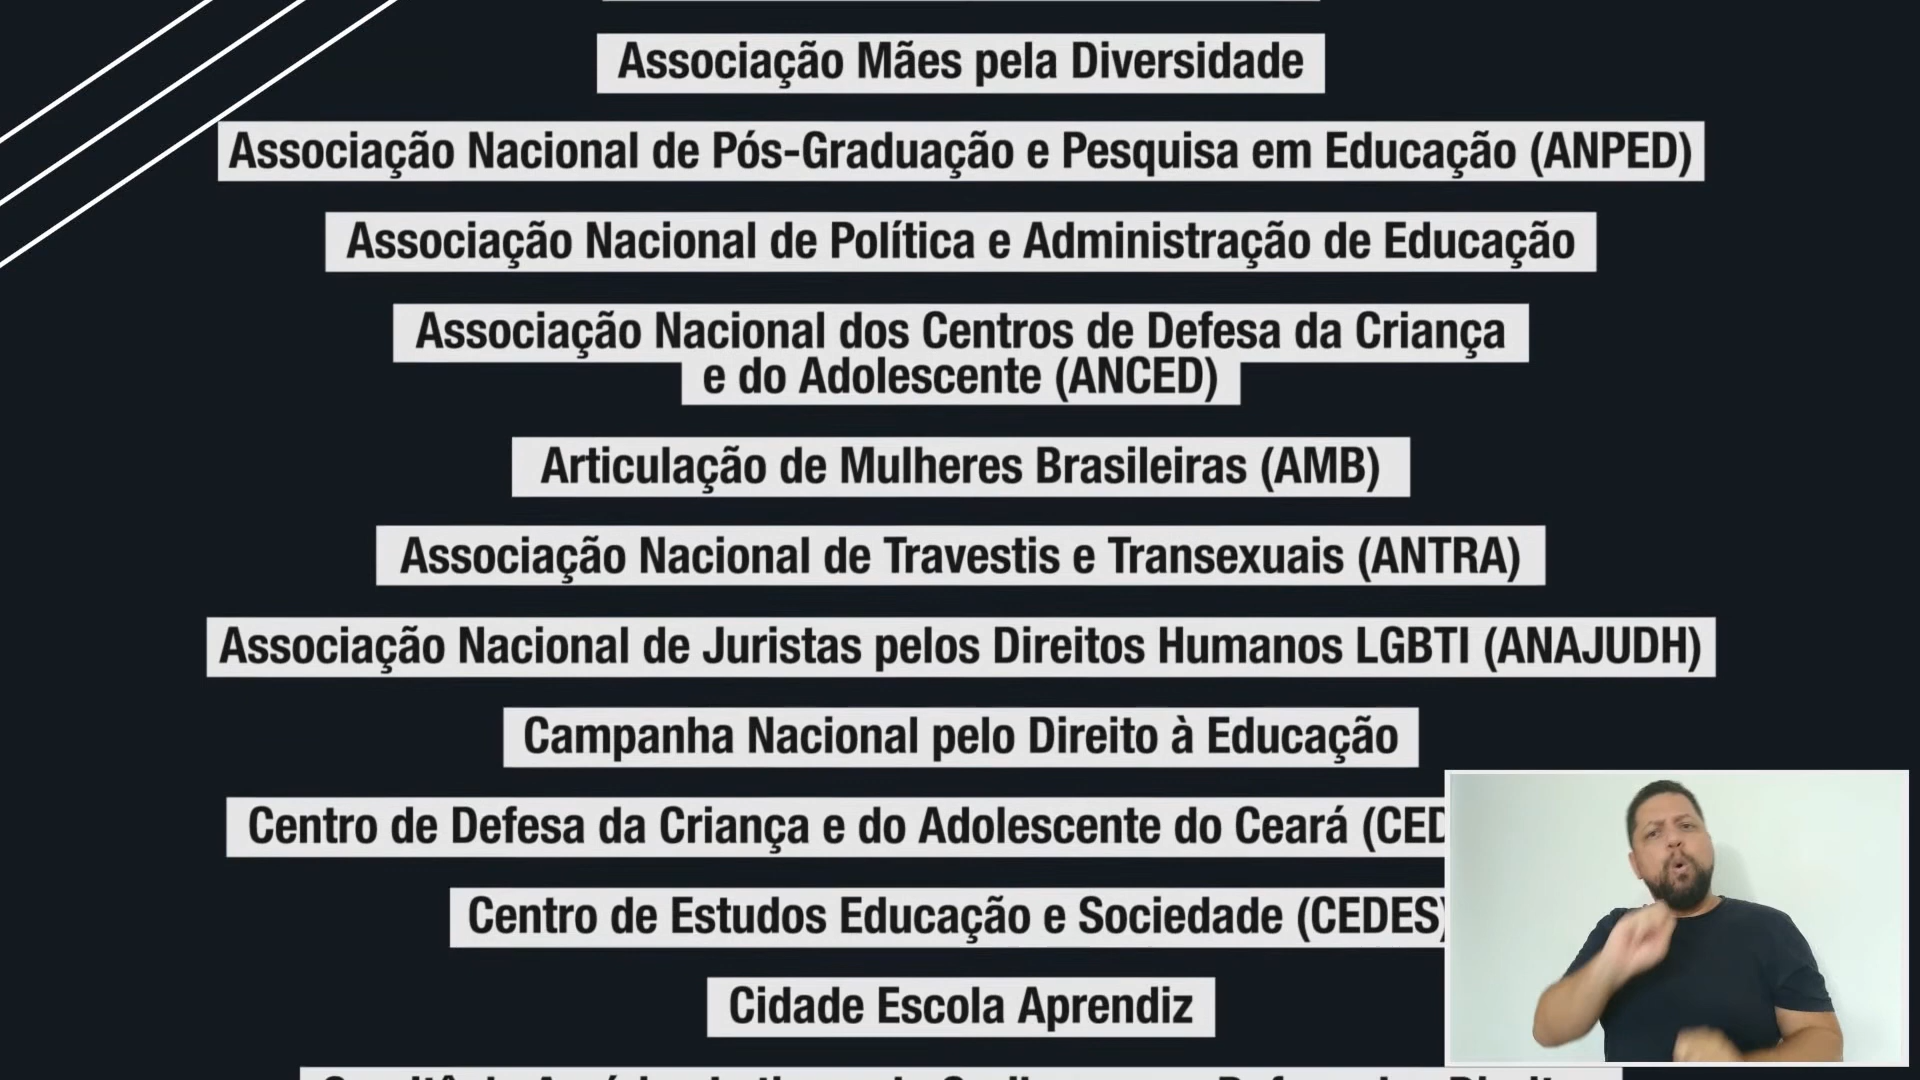 Associação Mães pela Diversidade
Associação Nacional de Pós-Graduação e Pesquisa em Educação (ANPED)
Associação Nacional de Política e Administração de Educação
Associação Nacional dos Centros de Defesa da Criança
e do Adolescente (ANCED)
Articulação de Mulheres Brasileiras (AMB)
Associação Nacional de Travestis e Transexuais (ANTRA)
Associação Nacional de Juristas pelos Direitos Humanos LGBTI (ANAJUDH)
Campanha Nacional pelo Direito à Educação
Centro de Defesa da Criança e do Adolescente do Ceará (CED
Centro de Estudos Educação e Sociedade (CEDES)
Cidade Escola Aprendiz